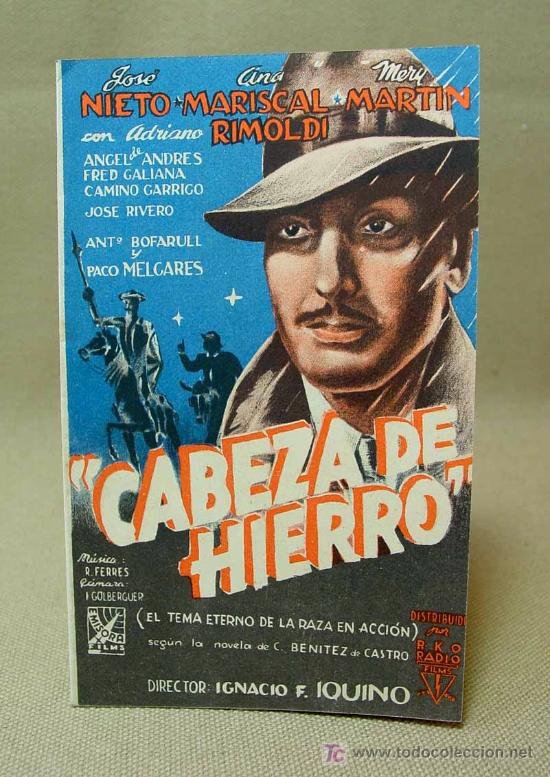 José Ana Mery
NIETO * MARISCAL * MARTIN
con Adriano RIMOLDI
ANGEL de ANDRES
FRED GALIANA
CAMINO GARRIGO
JOSE RIVERO
ANTº BOFARULL
y
PACO MELGARES
"CABEZA DE
HIERRO"
Música:
R. FERRES
Cámara:
I. GOLBERGUER
EMISORA
FILMS
(EL TEMA ETERNO DE LA RAZA EN ACCIÓN)
según la novela de C. BENITEZ de CASTRO
DIRECTOR: IGNACIO F. IQUINO
DISTRIBUIDA
por
R.K.O
RADIO
FILMS
TC www.todocoleccion.net